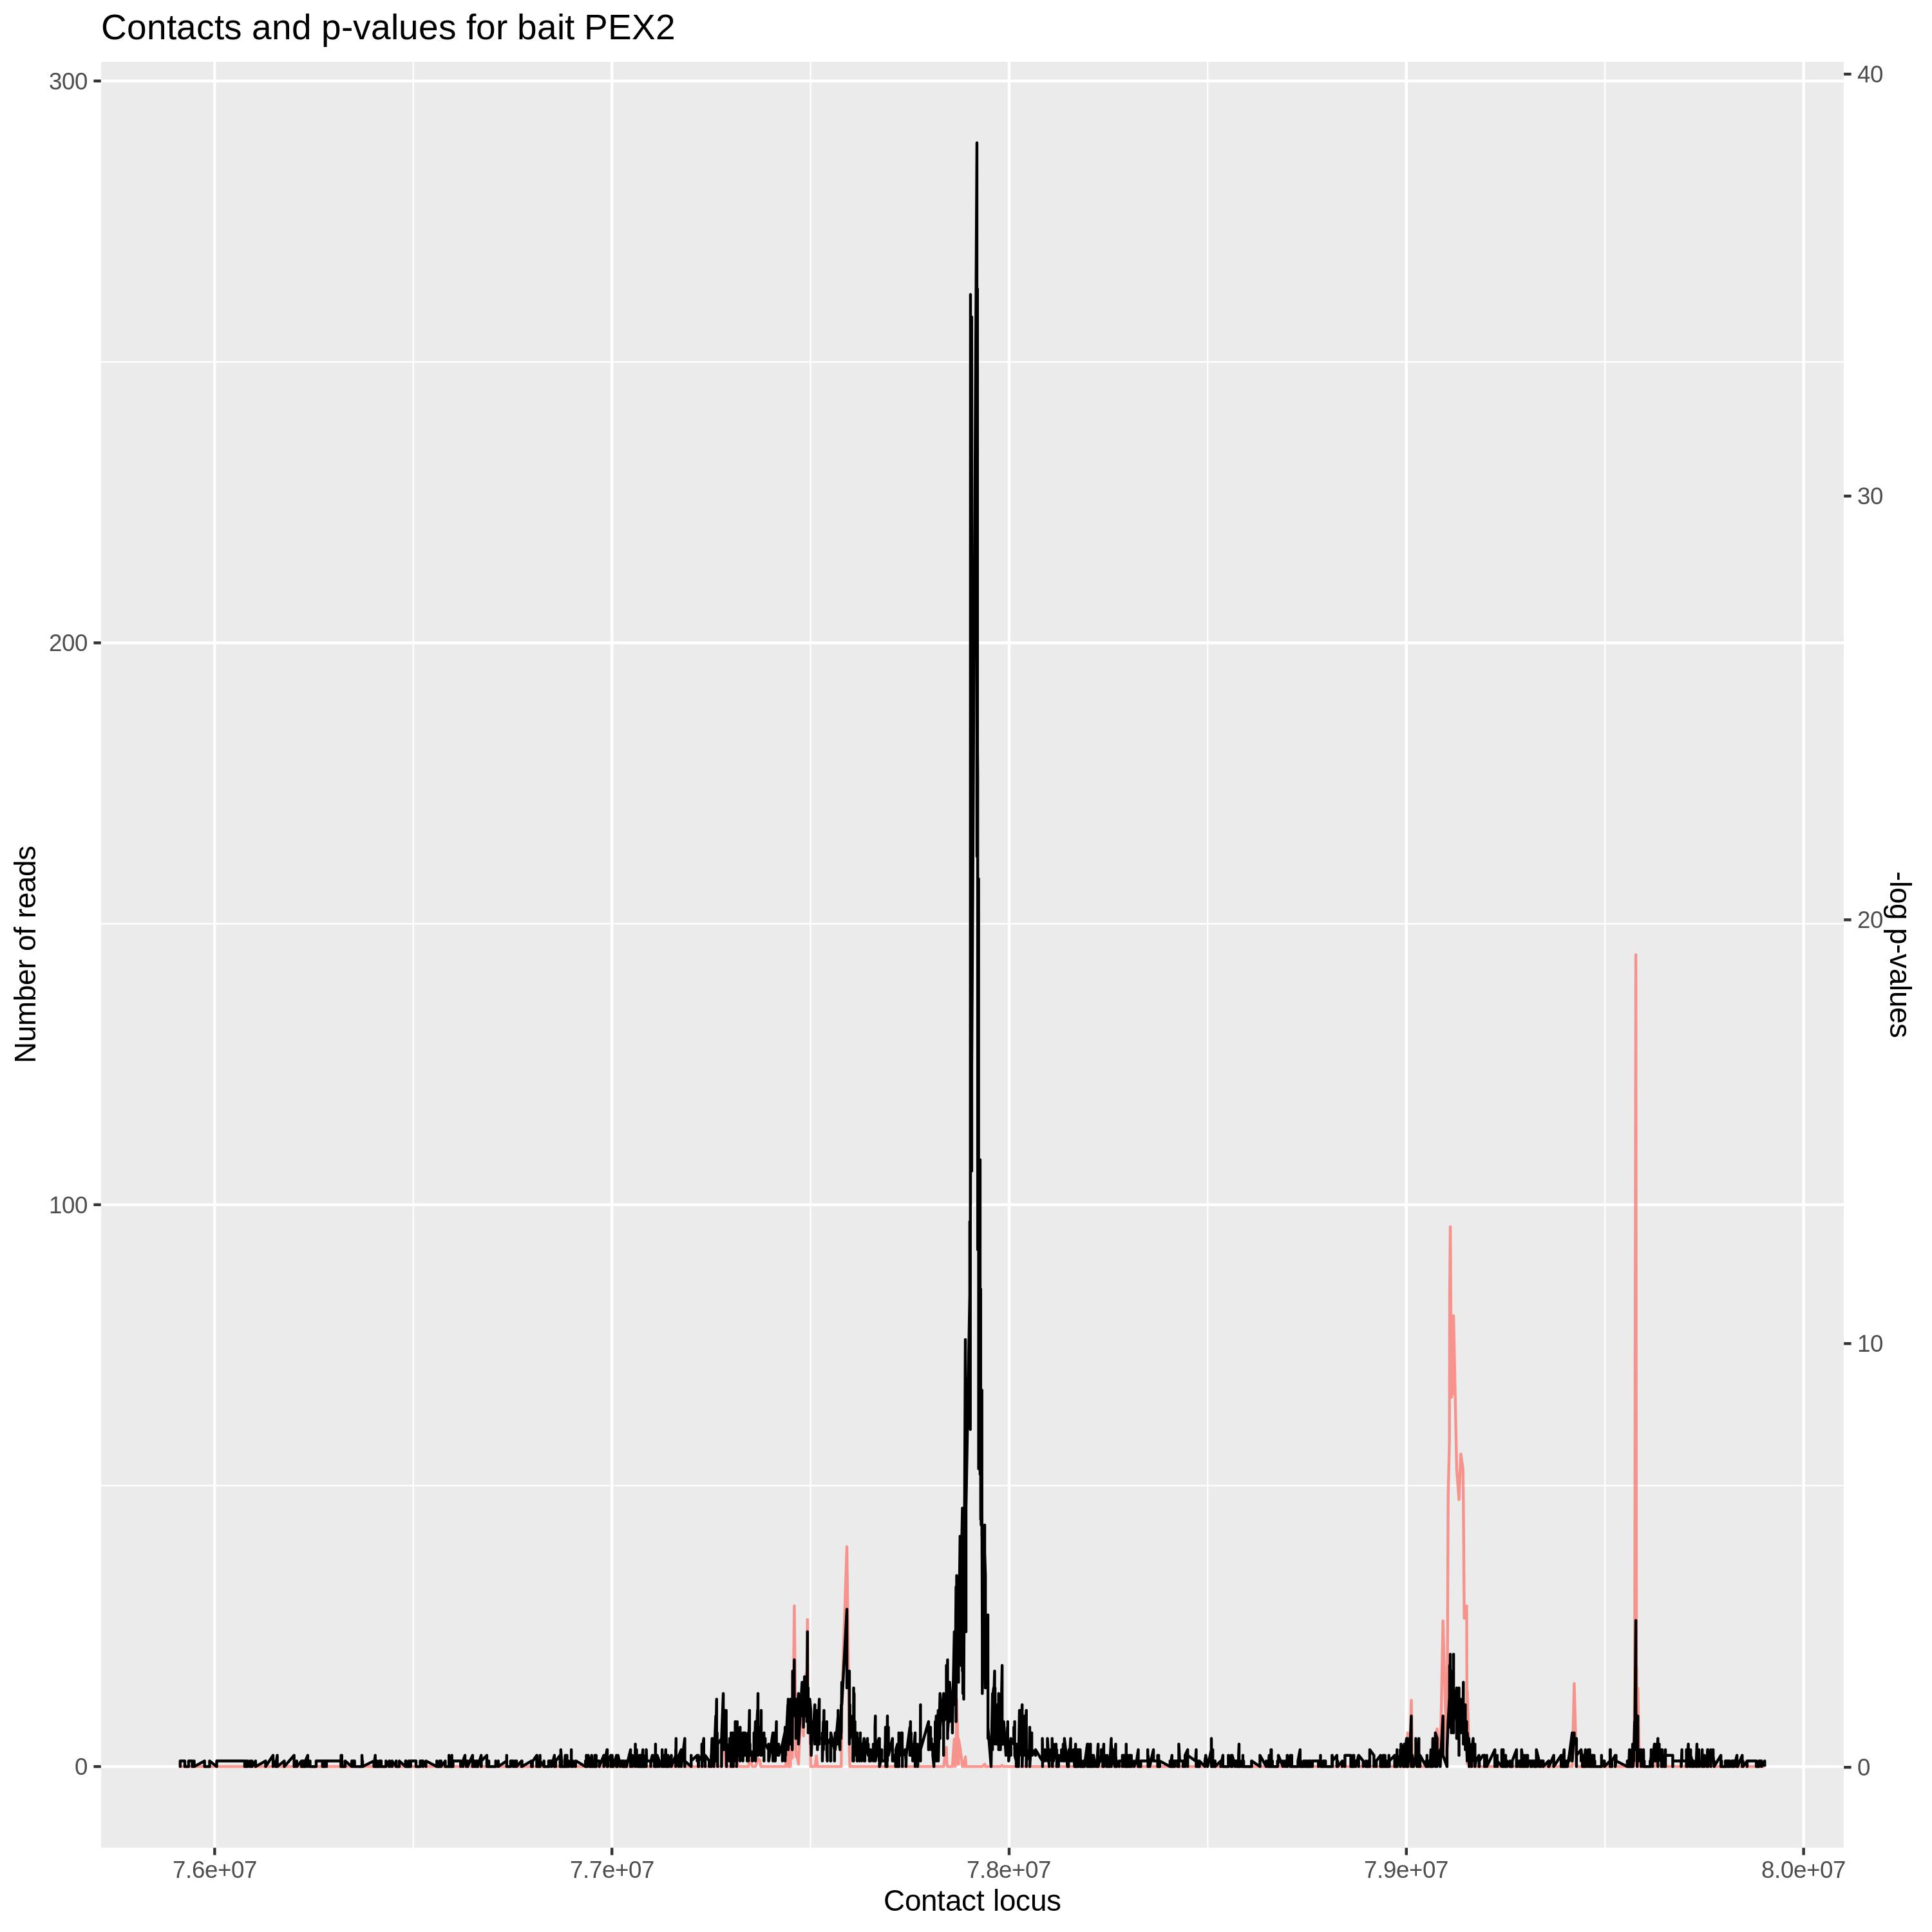 Contacts and p-values for bait PEX2
300
200
100
0
Number of reads
40
30
20
10
0
-log p-values
7.6e+07
7.7e+07
7.8e+07
7.9e+07
8.0e+07
Contact locus